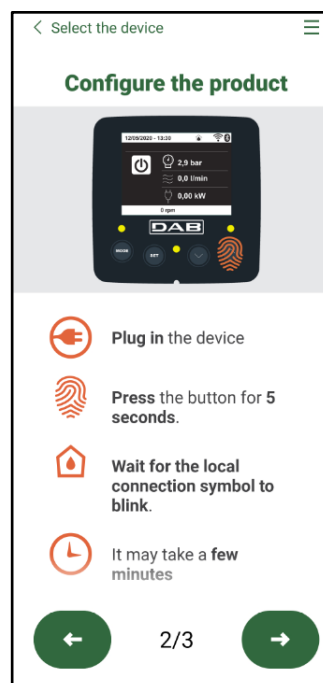 Select the device
Configure the product
12/05/2020 - 13:30
2,9 bar
0,0 l/min
0,00 kW
0 rpm
DAB
MODE
SET
Plug in the device
Press the button for 5
seconds.
Wait for the local
connection symbol to
blink.
It may take a few
minutes
2/3